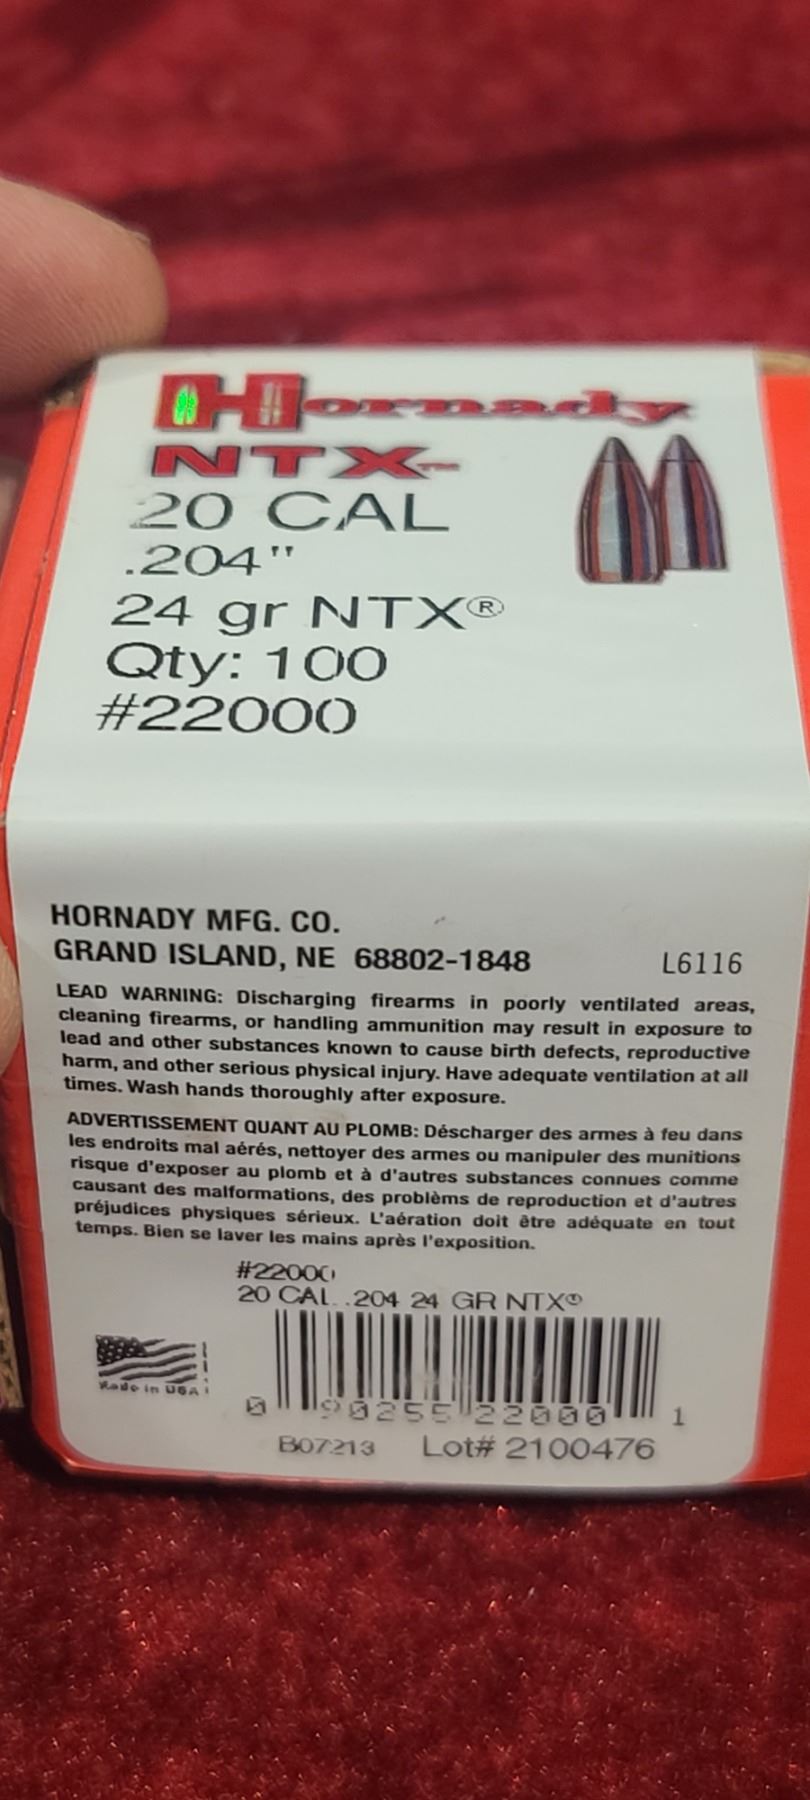 Hornady
NTX™
20 CAL
.204"
24 gr NTX®
Qty: 100
#22000
HORNADY MFG. CO.
GRAND ISLAND, NE 68802-1848 L6116
LEAD WARNING: Discharging firearms in poorly ventilated areas,
cleaning firearms, or handling ammunition may result in exposure to
lead and other substances known to cause birth defects, reproductive
harm, and other serious physical injury. Have adequate ventilation at all
times. Wash hands thoroughly after exposure.
ADVERTISSEMENT QUANT AU PLOMB: Déscharger des armes à feu dans
les endroits mal aérés, nettoyer des armes ou manipuler des munitions
risque d'exposer au plomb et à d'autres substances connues comme
causant des malformations, des problèms de reproduction et d'autres
préjudices physiques sérieux. L'aération doit être adéquate en tout
temps. Bien se laver les mains après l'exposition.
#22000
20 CAL .204 24 GR NTX®
Made in USA
0 90255 22000 1
B07213 Lot# 2100476